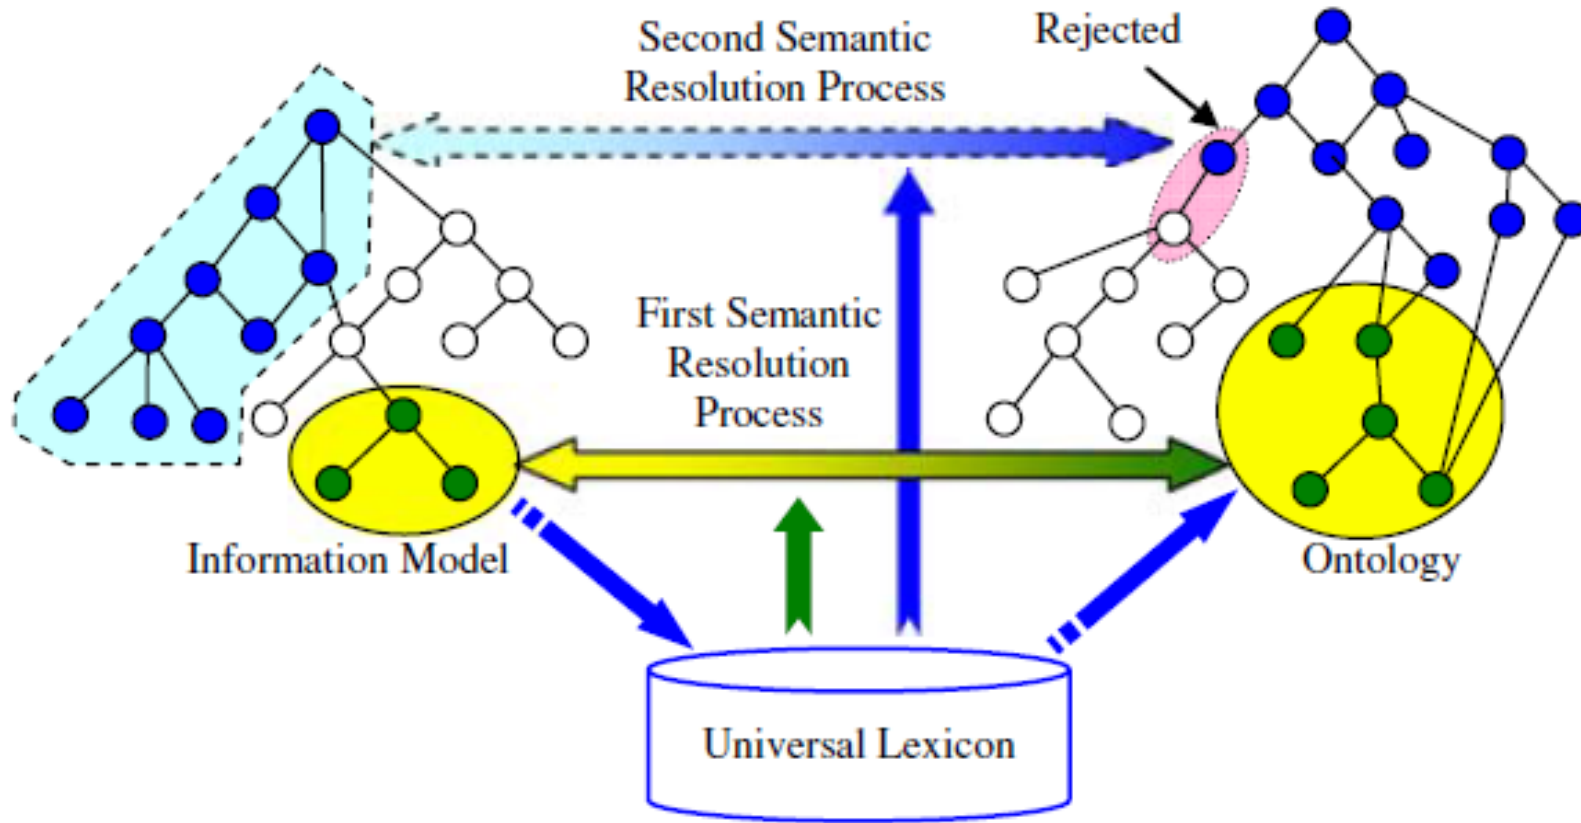 Second Semantic
Resolution Process
Rejected
First Semantic
Resolution
Process
Information Model
Ontology
Universal Lexicon